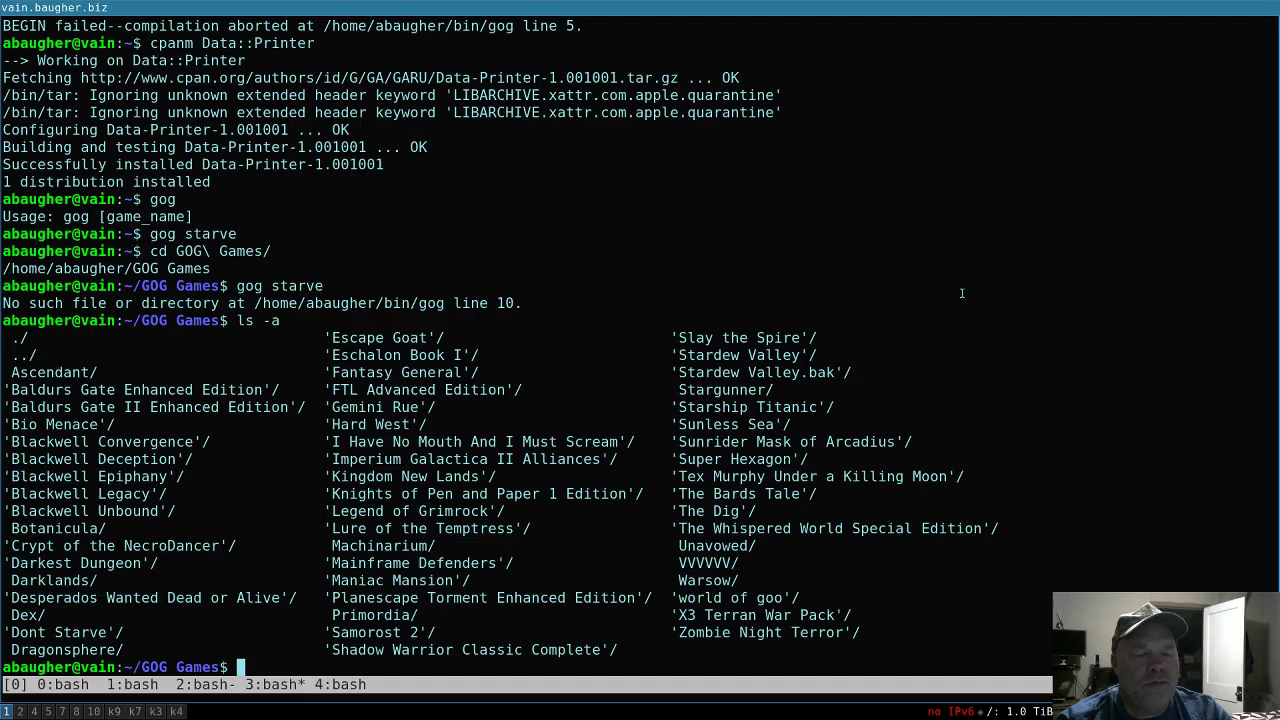 vain.baugher.biz
BEGIN failed--compilation aborted at /home/abaugher/bin/gog line 5.
abaugher@vain:~$ cpanm Data::Printer
--> Working on Data::Printer
Fetching http://www.cpan.org/authors/id/G/GA/GARU/Data-Printer-1.001001.tar.gz ... OK
/bin/tar: Ignoring unknown extended header keyword 'LIBARCHIVE.xattr.com.apple.quarantine'
/bin/tar: Ignoring unknown extended header keyword 'LIBARCHIVE.xattr.com.apple.quarantine'
Configuring Data-Printer-1.001001 ... OK
Building and testing Data-Printer-1.001001 ... OK
Successfully installed Data-Printer-1.001001
1 distribution installed
abaugher@vain:~$ gog
Usage: gog [game_name]
abaugher@vain:~$ gog starve
abaugher@vain:~$ cd GOG\ Games/
/home/abaugher/GOG Games
abaugher@vain:~/GOG Games$ gog starve
No such file or directory at /home/abaugher/bin/gog line 10.
abaugher@vain:~/GOG Games$ ls -a
./ 'Escape Goat'/ 'Slay the Spire'/
../ 'Eschalon Book I'/ 'Stardew Valley'/
Ascendant/ 'Fantasy General'/ 'Stardew Valley.bak'/
'Baldurs Gate Enhanced Edition'/ 'FTL Advanced Edition'/ Stargunner/
'Baldurs Gate II Enhanced Edition'/ 'Gemini Rue'/ 'Starship Titanic'/
'Bio Menace'/ 'Hard West'/ 'Sunless Sea'/
'Blackwell Convergence'/ 'I Have No Mouth And I Must Scream'/ 'Sunrider Mask of Arcadius'/
'Blackwell Deception'/ 'Imperium Galactica II Alliances'/ 'Super Hexagon'/
'Blackwell Epiphany'/ 'Kingdom New Lands'/ 'Tex Murphy Under a Killing Moon'/
'Blackwell Legacy'/ 'Knights of Pen and Paper 1 Edition'/ 'The Bards Tale'/
'Blackwell Unbound'/ 'Legend of Grimrock'/ 'The Dig'/
Botanicula/ 'Lure of the Temptress'/ 'The Whispered World Special Edition'/
'Crypt of the NecroDancer'/ Machinarium/ Unavowed/
'Darkest Dungeon'/ 'Mainframe Defenders'/ VVVVVV/
Darklands/ 'Maniac Mansion'/ Warsow/
'Desperados Wanted Dead or Alive'/ 'Planescape Torment Enhanced Edition'/ 'world of goo'/
Dex/ Primordia/ 'X3 Terran War Pack'/
'Dont Starve'/ 'Samorost 2'/ 'Zombie Night Terror'/
Dragonsphere/ 'Shadow Warrior Classic Complete'/
abaugher@vain:~/GOG Games$
[0] 0:bash 1:bash 2:bash- 3:bash* 4:bash
1 2 4 5 7 8 10 k9 k7 k3 k4 no IPv6 /: 1.0 TiB